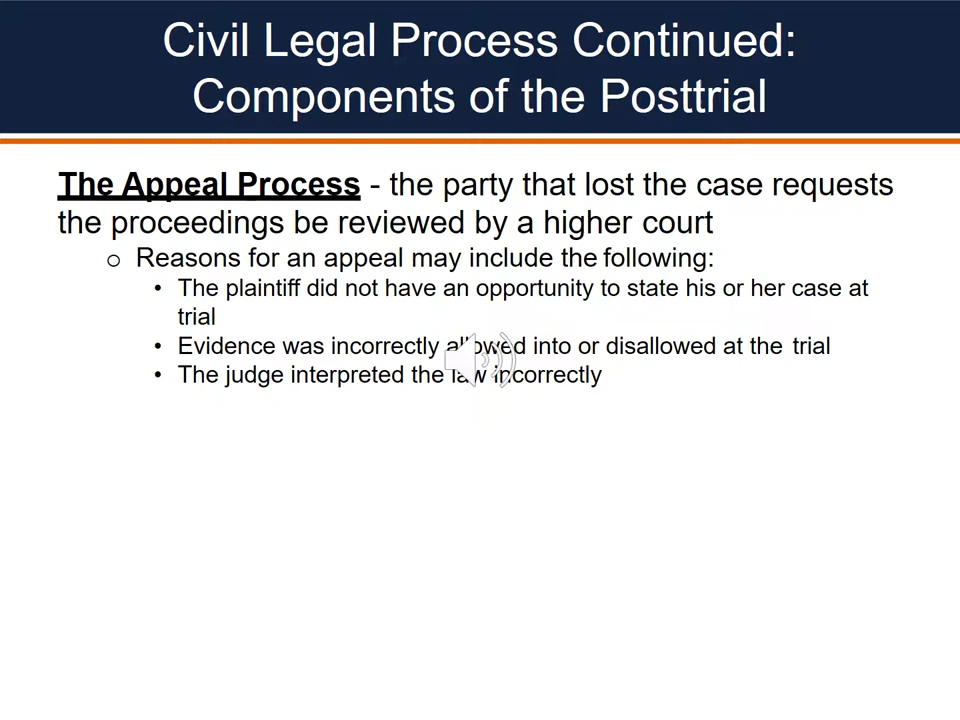 Civil Legal Process Continued:
Components of the Posttrial
The Appeal Process - the party that lost the case requests
the proceedings be reviewed by a higher court
o Reasons for an appeal may include the following:
• The plaintiff did not have an opportunity to state his or her case at
trial
• Evidence was incorrectly allowed into or disallowed at the trial
• The judge interpreted the law incorrectly